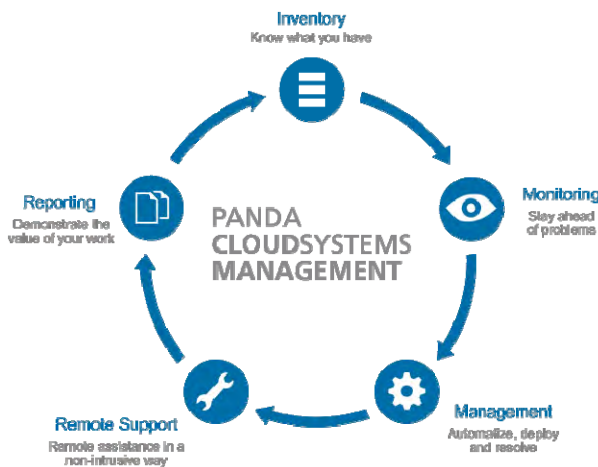 Inventory
Know what you have
Monitoring
Stay ahead
of problems
Management
Automatize, deploy
and resolve
Remote Support
Remote assistance in a
non-intrusive way
Reporting
Demonstrate the
value of your work
PANDA
CLOUDSYSTEMS
MANAGEMENT